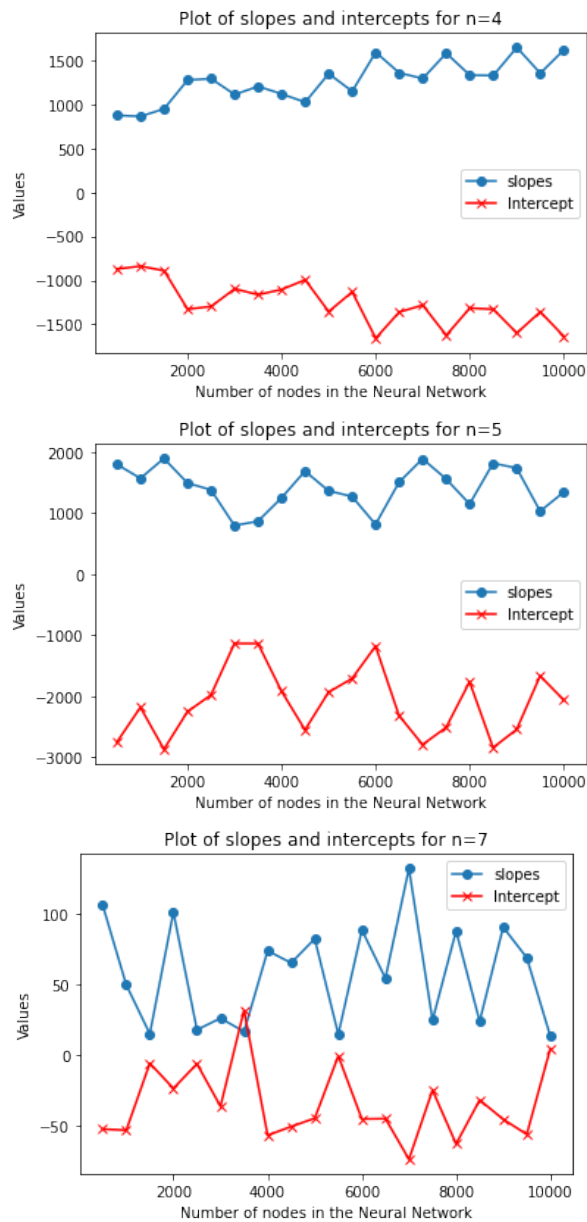 Plot of slopes and intercepts for n=4
1500
1000
500
0
−500
−1000
−1500
Values
slopes
Intercept
2000 4000 6000 8000 10000
Number of nodes in the Neural Network
Plot of slopes and intercepts for n=5
2000
1000
0
−1000
−2000
−3000
Values
slopes
Intercept
2000 4000 6000 8000 10000
Number of nodes in the Neural Network
Plot of slopes and intercepts for n=7
100
50
0
−50
Values
slopes
Intercept
2000 4000 6000 8000 10000
Number of nodes in the Neural Network